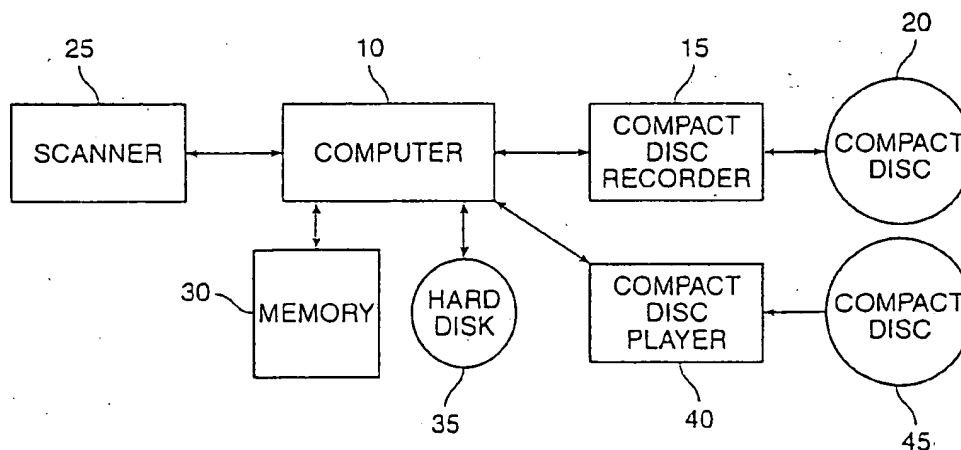 25
10
15
20
SCANNER
COMPUTER
COMPACT
DISC
RECORDER
COMPACT
DISC
30
MEMORY
HARD
DISK
COMPACT
DISC
PLAYER
COMPACT
DISC
35
40
45